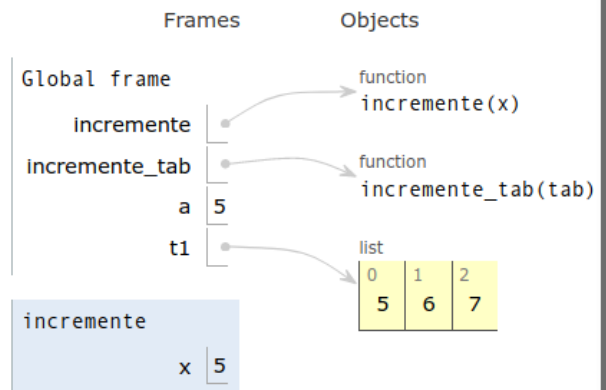 Frames Objects
Global frame
function
incremente(x)
incremente
function
incremente_tab
incremente_tab(tab)
a 5
t1
list
0 1 2
5 6 7
incremente
x 5